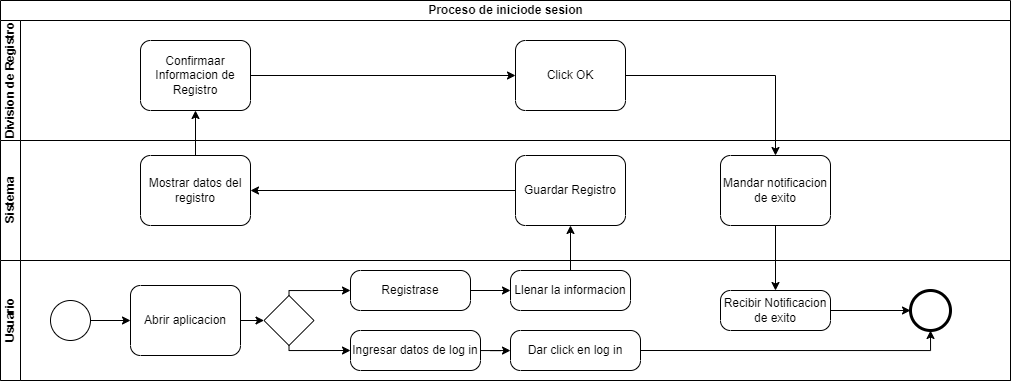 Proceso de iniciode sesion
Division de Registro
Confirmaar
Informacion de
Registro
Click OK
Sistema
Mostrar datos del
registro
Guardar Registro
Mandar notificacion
de exito
Usuario
Abrir aplicacion
Registrase
Llenar la informacion
Recibir Notificacion
de exito
Ingresar datos de log in
Dar click en log in